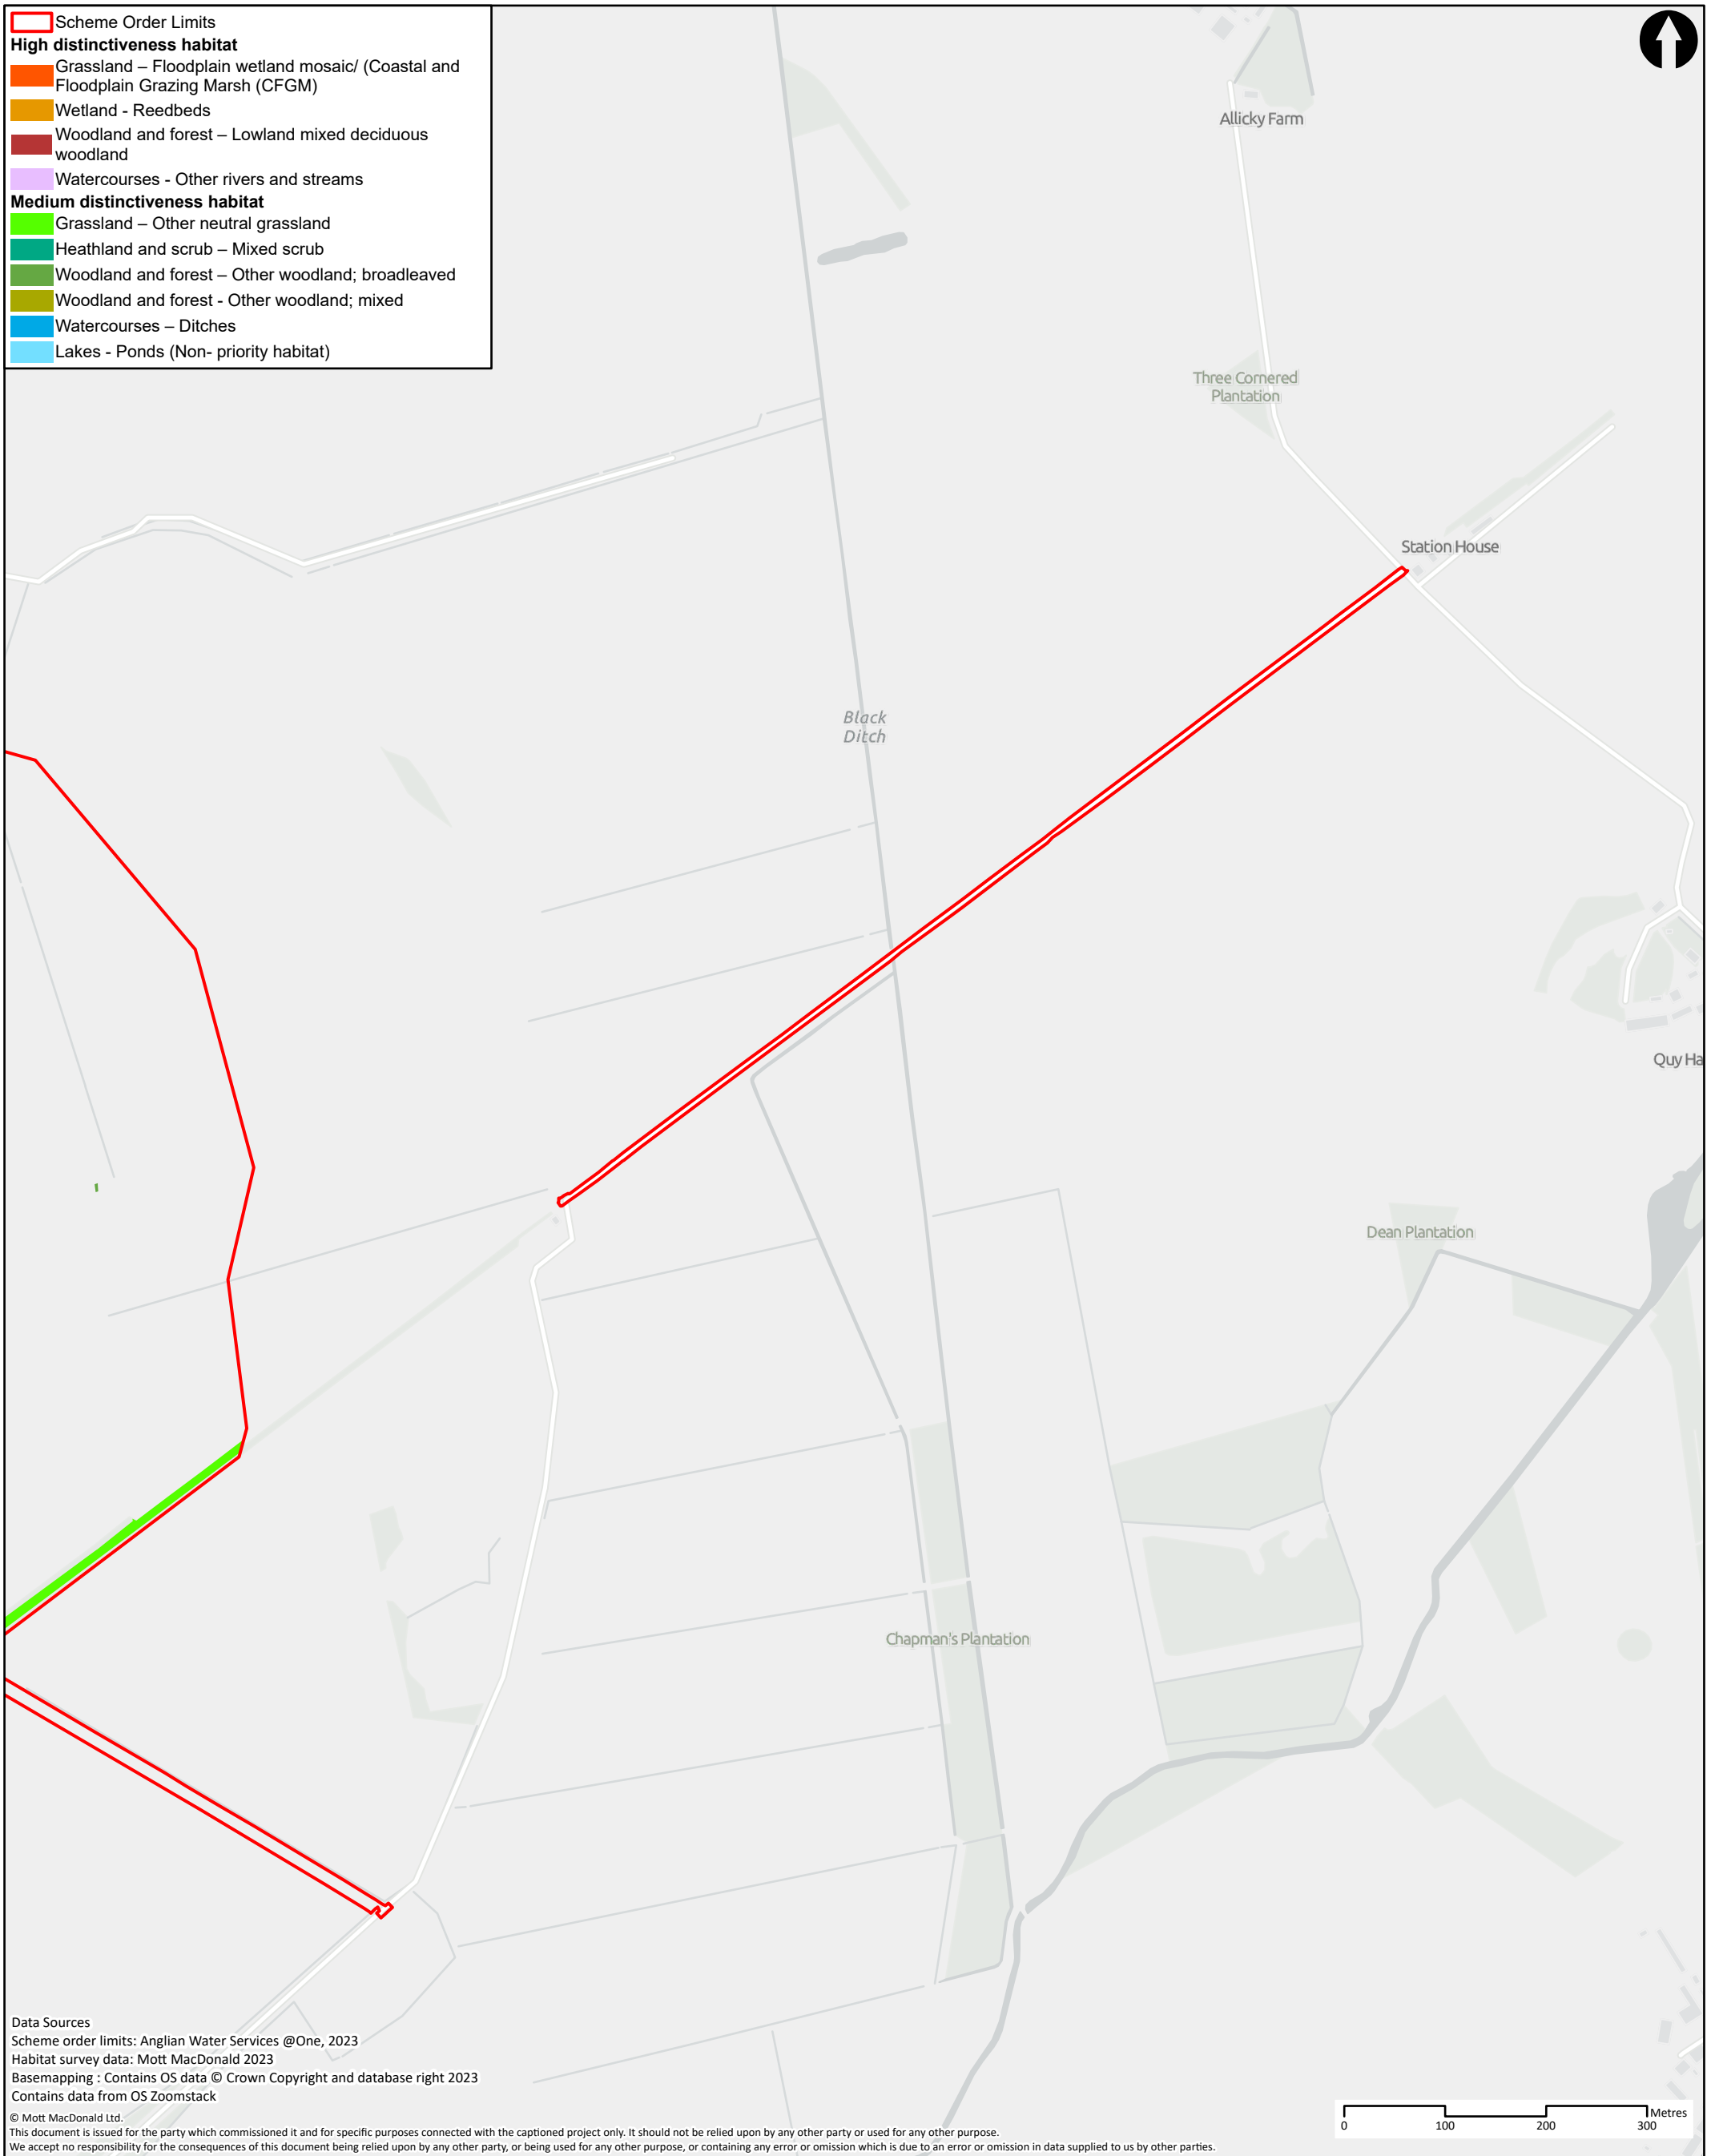 Scheme Order Limits
High distinctiveness habitat
Grassland – Floodplain wetland mosaic/ (Coastal and
Floodplain Grazing Marsh (CFGM)
Wetland - Reedbeds
Woodland and forest – Lowland mixed deciduous
woodland
Watercourses - Other rivers and streams
Medium distinctiveness habitat
Grassland – Other neutral grassland
Heathland and scrub – Mixed scrub
Woodland and forest – Other woodland; broadleaved
Woodland and forest - Other woodland; mixed
Watercourses – Ditches
Lakes - Ponds (Non- priority habitat)
Allicky Farm
Three Cornered
Plantation
Station House
Black
Ditch
Quy Ha
Dean Plantation
Chapman's Plantation
Data Sources
Scheme order limits: Anglian Water Services @One, 2023
Habitat survey data: Mott MacDonald 2023
Basemapping : Contains OS data © Crown Copyright and database right 2023
Contains data from OS Zoomstack
© Mott MacDonald Ltd.
This document is issued for the party which commissioned it and for specific purposes connected with the captioned project only. It should not be relied upon by any other party or used for any other purpose.
We accept no responsibility for the consequences of this document being relied upon by any other party, or being used for any other purpose, or containing any error or omission which is due to an error or omission in data supplied to us by other parties.
Metres
0 100 200 300